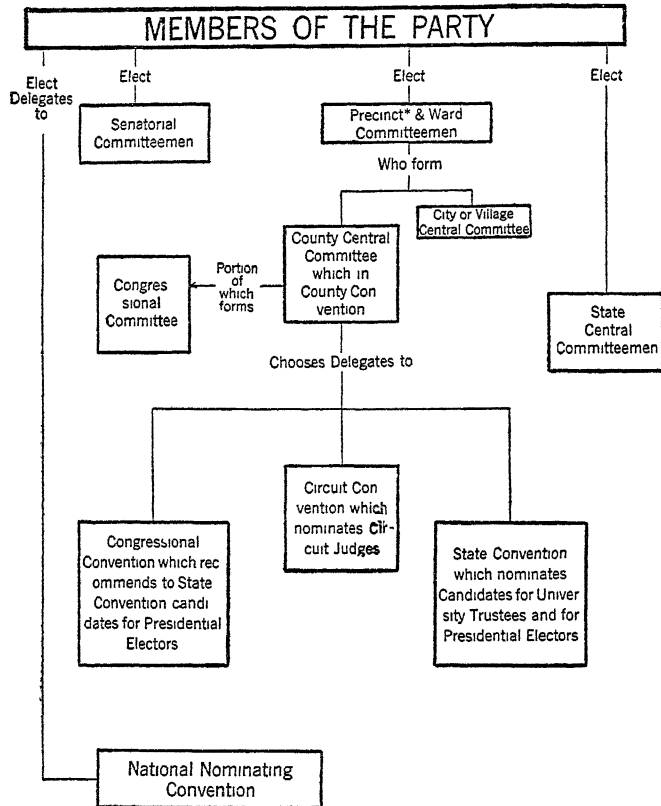 MEMBERS OF THE PARTY
Elect
Delegates
to
Elect
Elect
Elect
Senatorial
Committeemen
Precinct* & Ward
Committeemen
Who form
City or Village
Central Committee
County Central
Committee
which in
County Con
vention
Portion
of
which
forms
Congres
sional
Committee
State
Central
Committeemen
Chooses Delegates to
Circuit Con
vention which
nominates Cir-
cuit Judges
Congressional
Convention which rec
ommends to State
Convention candi
dates for Presidential
Electors
State Convention
which nominates
Candidates for Univer
sity Trustees and for
Presidential Electors
National Nominating
Convention